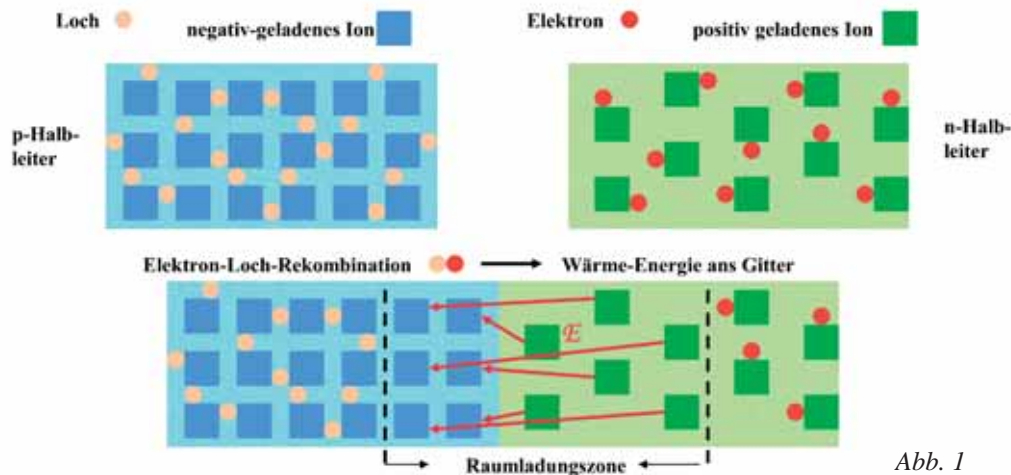 Loch
negativ-geladenes Ion
Elektron
positiv geladenes Ion
p-Halb-
leiter
n-Halb-
leiter
Elektron-Loch-Rekombination
Wärme-Energie ans Gitter
E
Raumladungszone
Abb. 1